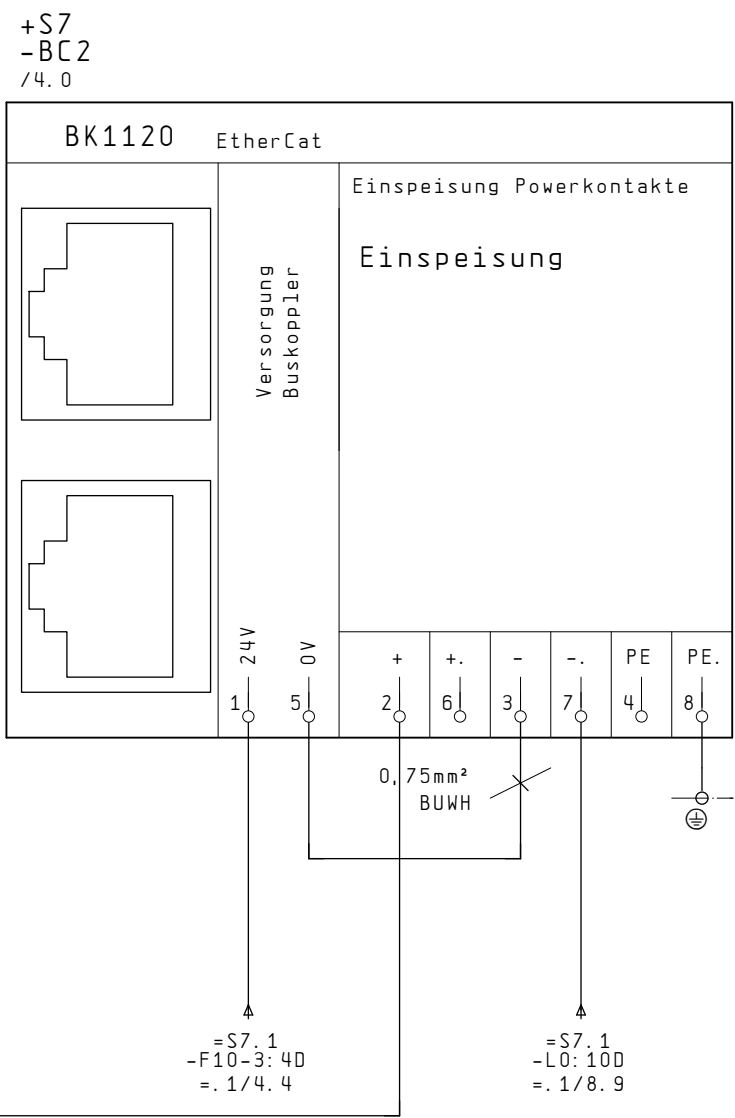 +S7
-BC2
/4.0
BK1120 EtherCat
Einspeisung Powerkontakte
Einspeisung
Versorgung
Buskoppler
24V 0V + +. - -. PE PE.
1 5 2 6 3 7 4 8
0,75mm²
BUWH
=S7.1
-F10-3:4D
=.1/4.4
=S7.1
-L0:10D
=.1/8.9